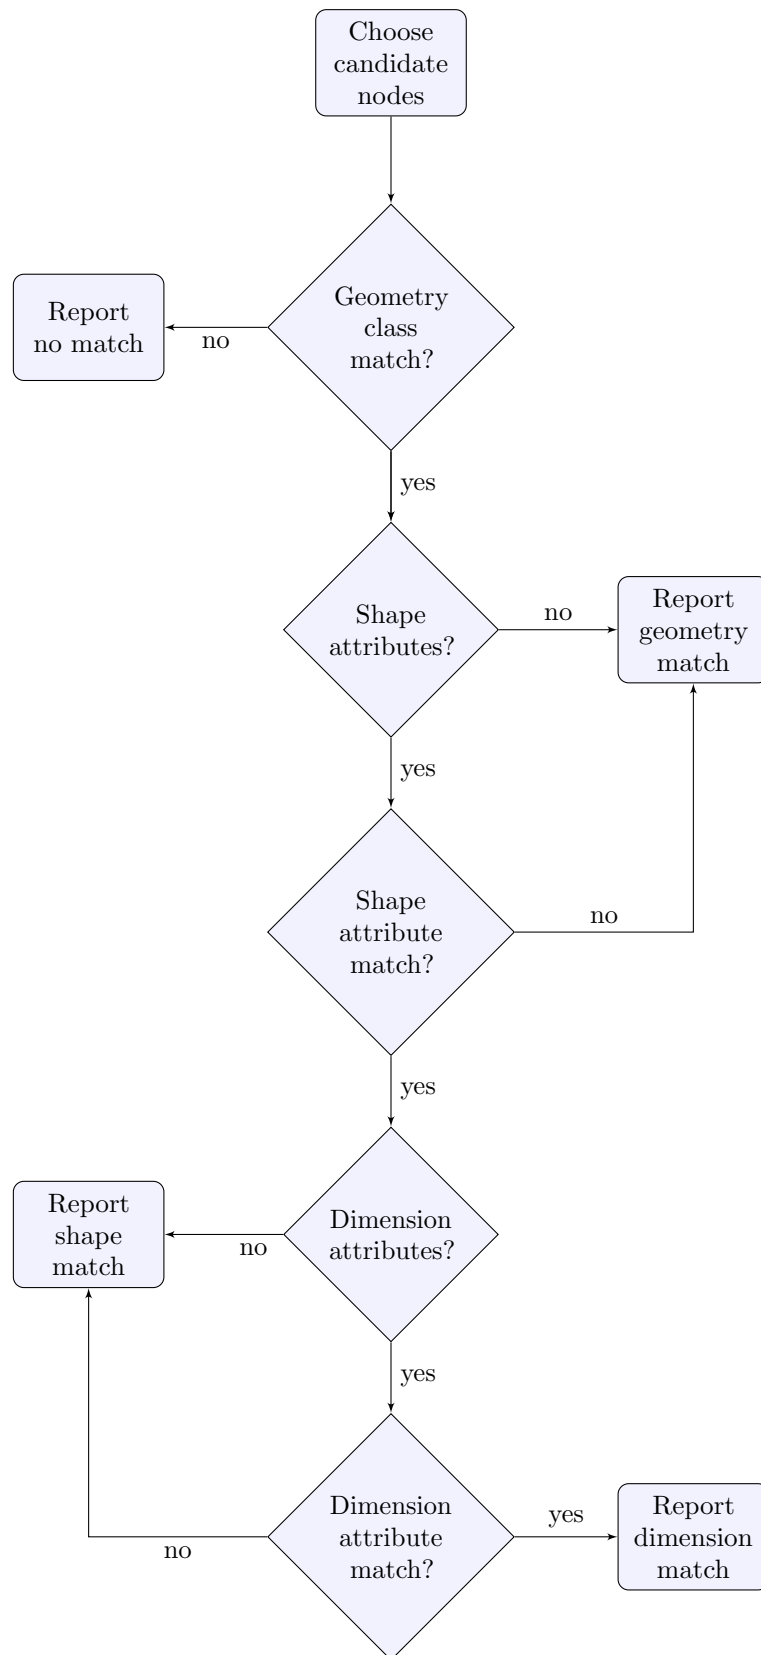 Choose
candidate
nodes
Geometry
class
match?
Report
no match
no
yes
Shape
attributes?
no
Report
geometry
match
yes
Shape
attribute
match?
no
yes
Dimension
attributes?
no
Report
shape
match
yes
Dimension
attribute
match?
no
yes
Report
dimension
match